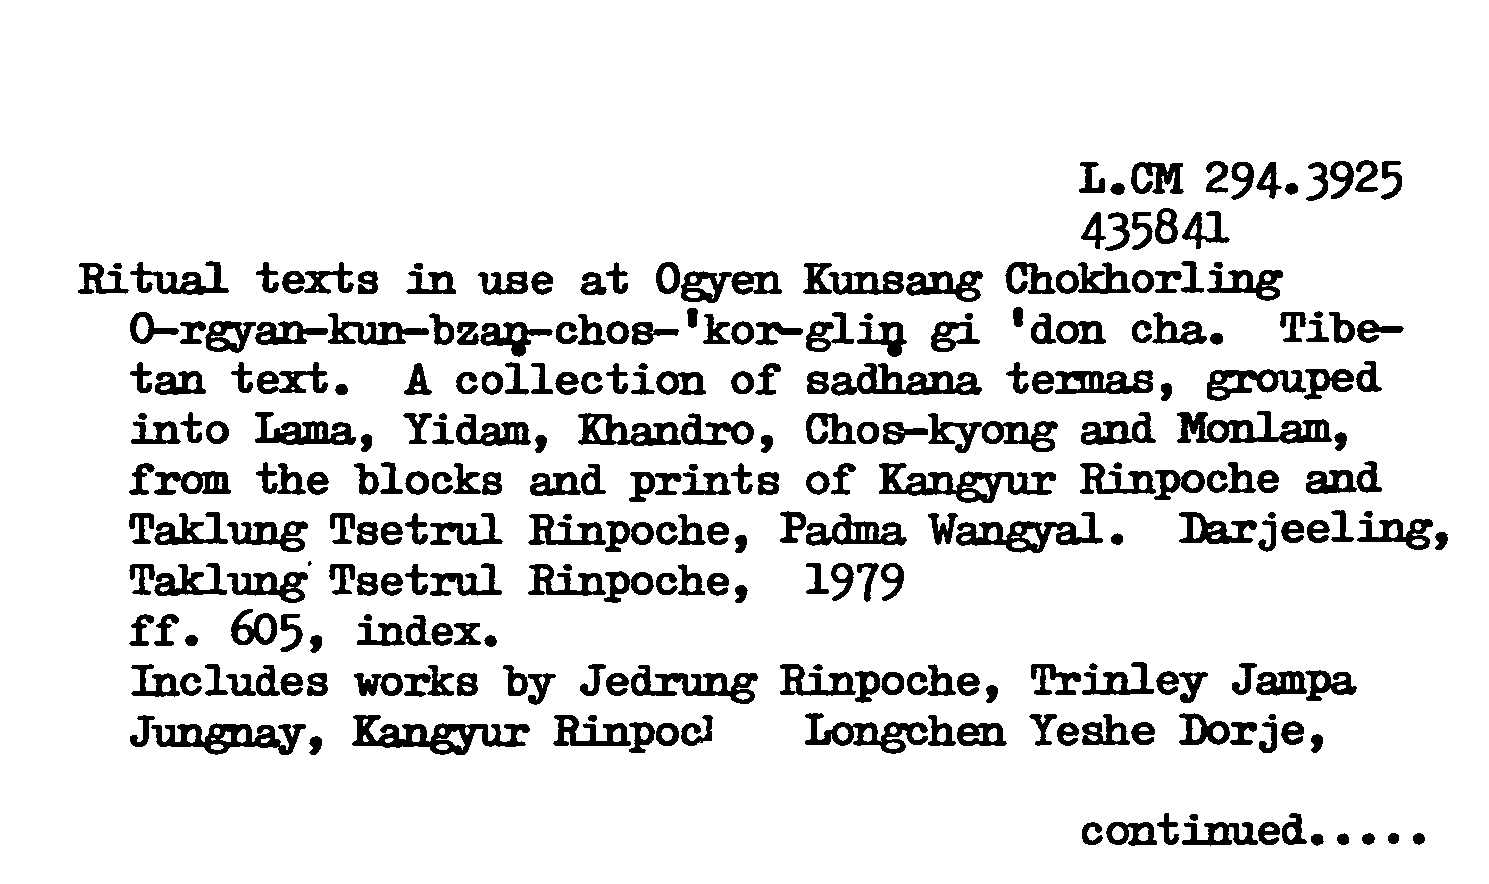 L.CM 294.3925
435841
Ritual texts in use at Ogyen Kunsang Chokhorling
O-rgyan-kun-bzaṇ-chos-'kor-gliṇ gi 'don cha. Tibe-
tan text. A collection of sadhana termas, grouped
into Lama, Yidam, Khandro, Chos-kyong and Monlam,
from the blocks and prints of Kangyur Rinpoche and
Taklung Tsetrul Rinpoche, Padma Wangyal. Darjeeling,
Taklung Tsetrul Rinpoche, 1979
ff. 605, index.
Includes works by Jedrung Rinpoche, Trinley Jampa
Jungnay, Kangyur Longchen Yeshe Dorje,
continued.....